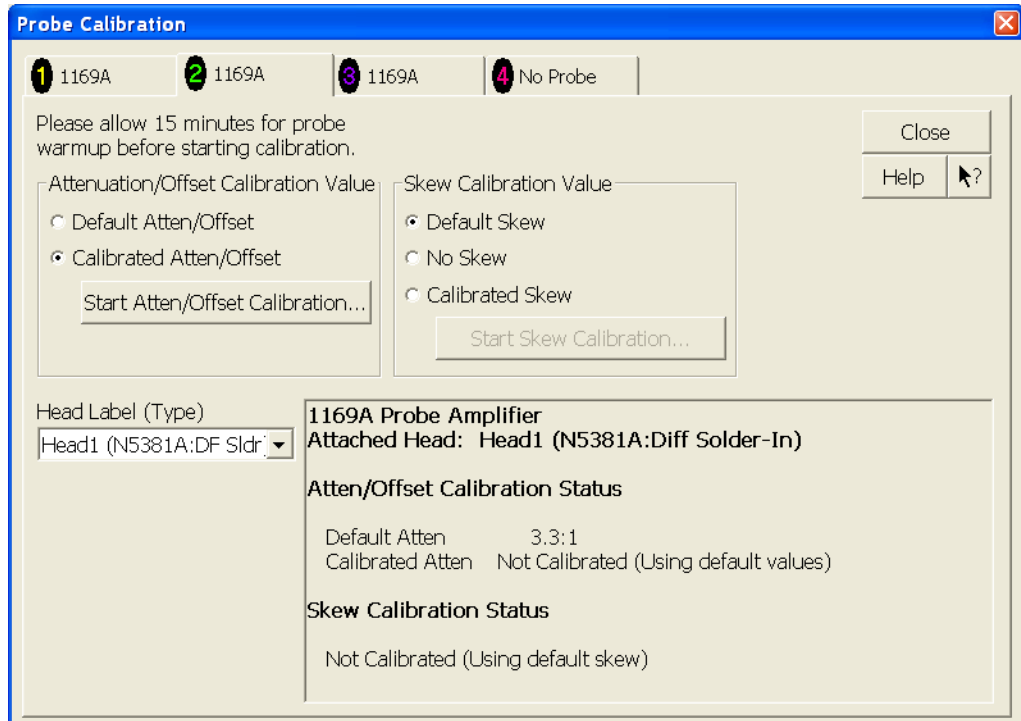 Probe Calibration
1 1169A 2 1169A 3 1169A 4 No Probe
Please allow 15 minutes for probe
warmup before starting calibration.
Close
Help ?
Attenuation/Offset Calibration Value
Default Atten/Offset
Calibrated Atten/Offset
Start Atten/Offset Calibration...
Skew Calibration Value
Default Skew
No Skew
Calibrated Skew
Start Skew Calibration...
Head Label (Type)
Head1 (N5381A:DF Sldr
1169A Probe Amplifier
Attached Head: Head1 (N5381A:Diff Solder-In)
Atten/Offset Calibration Status
Default Atten 3.3:1
Calibrated Atten Not Calibrated (Using default values)
Skew Calibration Status
Not Calibrated (Using default skew)